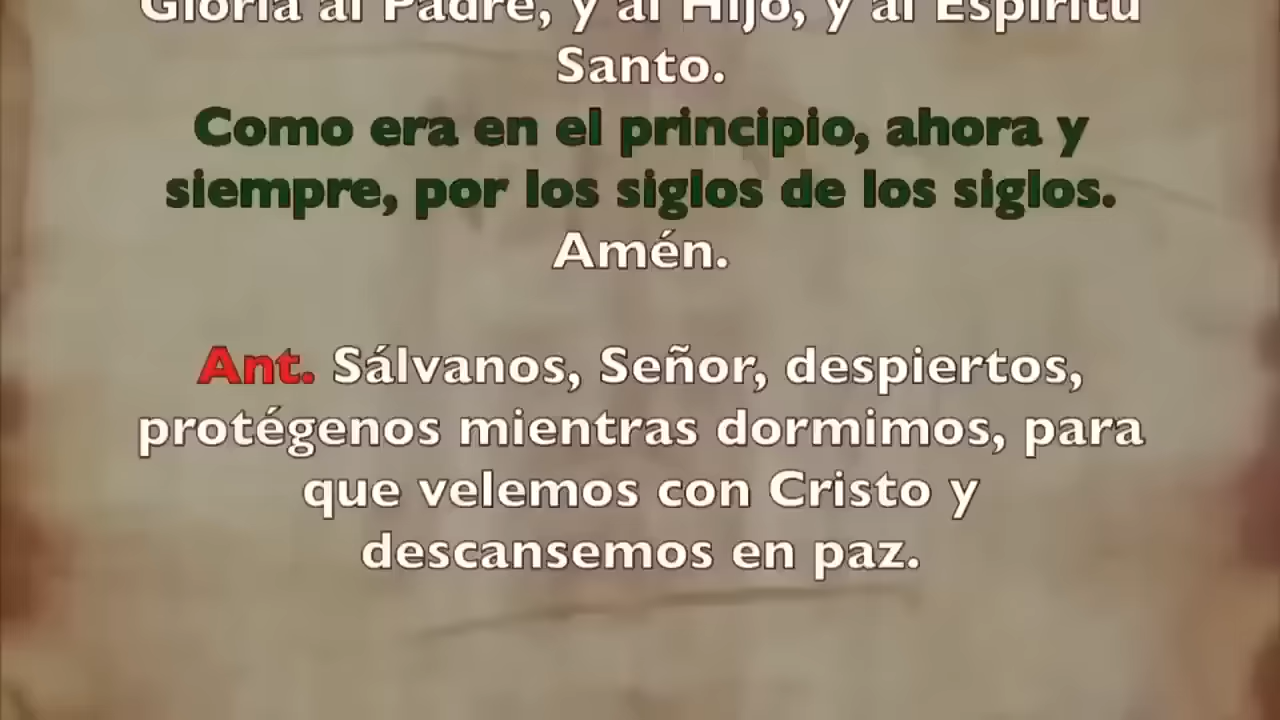 Gloria al Padre, y al Hijo, y al Espíritu
Santo.
Como era en el principio, ahora y
siempre, por los siglos de los siglos.
Amén.
Ant. Sálvanos, Señor, despiertos,
protégenos mientras dormimos, para
que velemos con Cristo y
descansemos en paz.